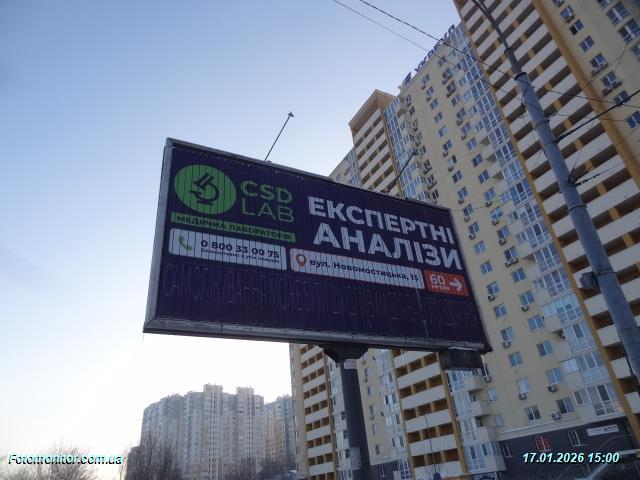 УКРБУД
CSD
LAB
МЕДИЧНА ЛАБОРАТОРІЯ
ЕКСПЕРТНІ
АНАЛІЗИ
0 800 33 00 75
вул. Новомостицька, 15
60
метрів
Fotomonitor.com.ua
17.01.2026 15:00